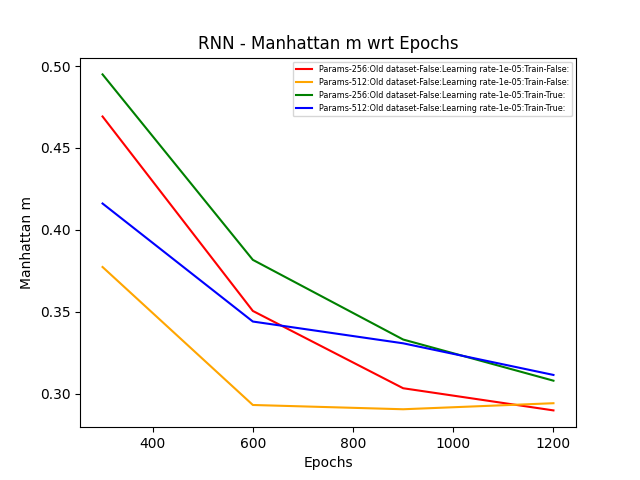 RNN - Manhattan m wrt Epochs
Params-256:Old dataset-False:Learning rate-1e-05:Train-False:
Params-512:Old dataset-False:Learning rate-1e-05:Train-False:
Params-256:Old dataset-False:Learning rate-1e-05:Train-True:
Params-512:Old dataset-False:Learning rate-1e-05:Train-True:
Manhattan m
0.50
0.45
0.40
0.35
0.30
400 600 800 1000 1200
Epochs